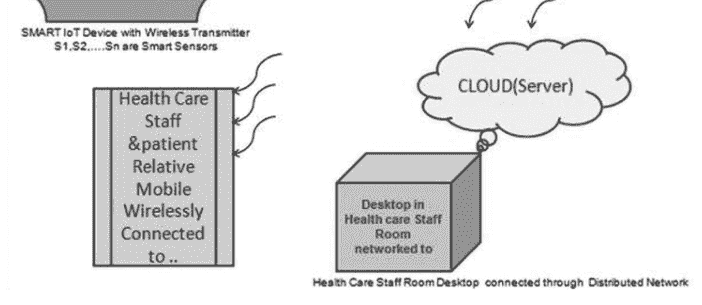 SMART IoT Device with Wireless Transmitter
S1,S2,....Sn are Smart Sensors
Health Care
Staff
&patient
Relative
Mobile
Wirelessly
Connected
to ..
CLOUD(Server)
Desktop in
Health care Staff
Room
networked to
Health Care Staff Room Desktop connected through Distributed Network